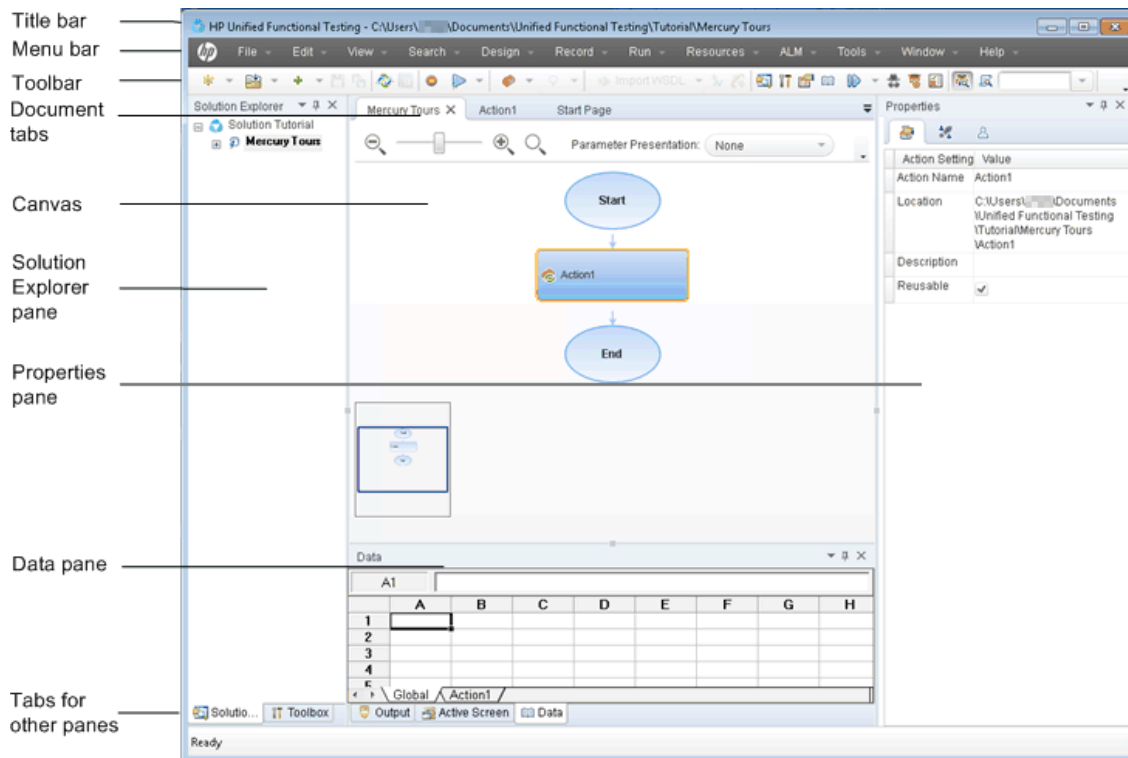 Title bar
HP Unified Functional Testing - C:\Users\ \Documents\Unified Functional Testing\Tutorial\Mercury Tours
Menu bar
hp File Edit View Search Design Record Run Resources ALM Tools Window Help
Toolbar
Import WSDL
Document tabs
Solution Explorer
Solution Tutorial
Mercury Tours
Mercury Tours Action1 Start Page
Parameter Presentation: None
Properties
Action Setting Value
Action Name Action1
Location C:\Users\ \Documents
\Unified Functional Testing
\Tutorial\Mercury Tours
\Action1
Description
Reusable
Canvas
Start
Action1
End
Solution
Explorer
pane
Properties
pane
Data pane
Data
A1
A B C D E F G H
1
2
3
4
5
Global Action1
Tabs for
other panes
Solutio... Toolbox
Output Active Screen Data
Ready